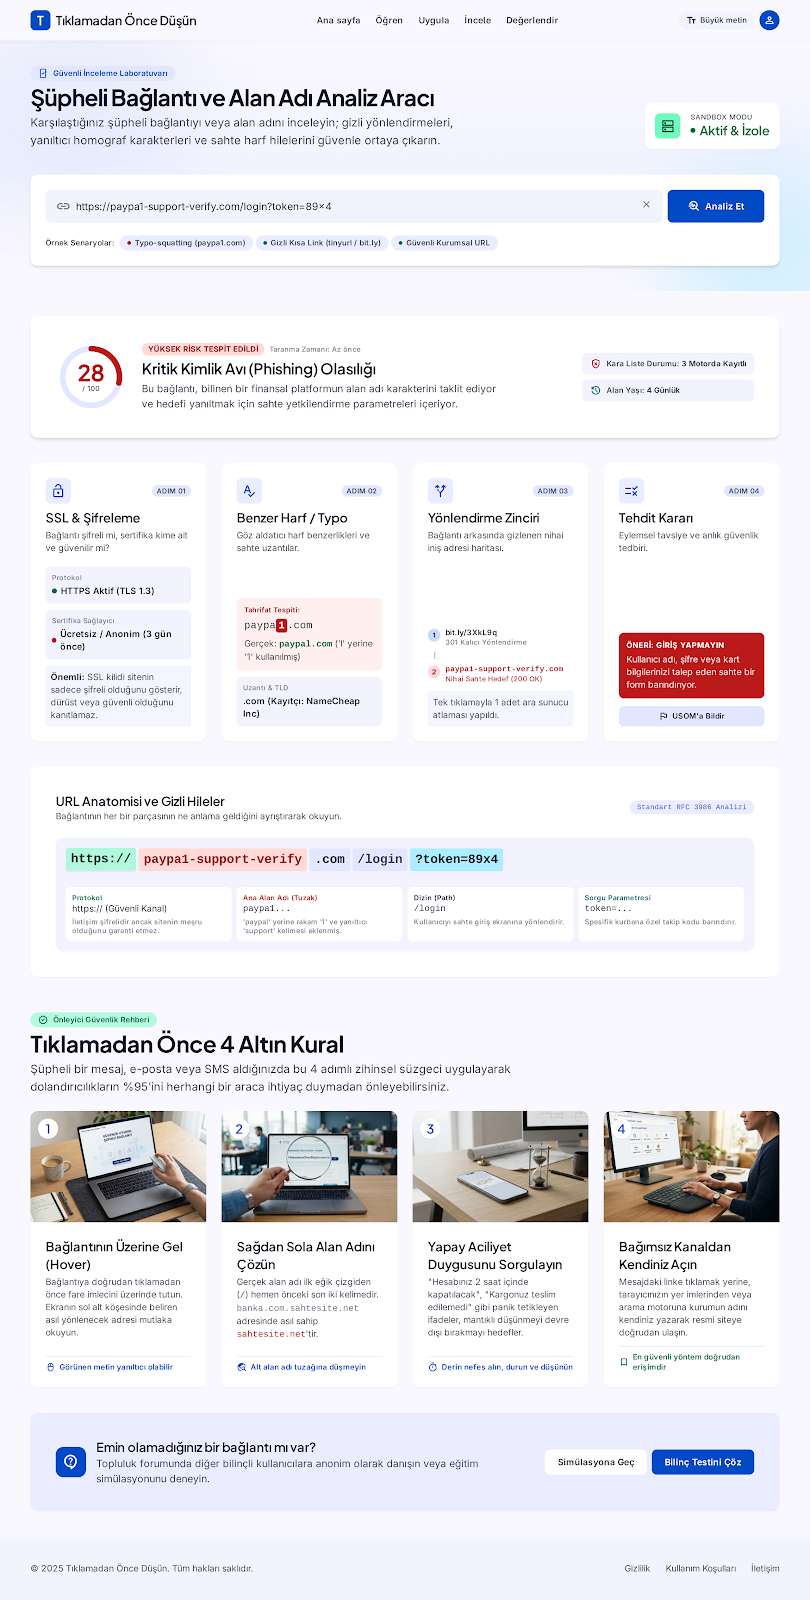 T Tıklamadan Önce Düşün
Ana sayfa Öğren Uygula İncele Değerlendir
Tт Büyük metin
Güvenli İnceleme Laboratuvarı
Şüpheli Bağlantı ve Alan Adı Analiz Aracı
Karşılaştığınız şüpheli bağlantıyı veya alan adını inceleyin; gizli yönlendirmeleri,
yanıltıcı homograf karakterleri ve sahte harf hilelerini güvenle ortaya çıkarın.
SANDBOX MODU
Aktif & İzole
https://paypa1-support-verify.com/login?token=89x4
Analiz Et
Örnek Senaryolar: Typo-squatting (paypa1.com) Gizli Kısa Link (tinyurl / bit.ly) Güvenli Kurumsal URL
28
/ 100
YÜKSEK RİSK TESPİT EDİLDİ Taranma Zamanı: Az önce
Kritik Kimlik Avı (Phishing) Olasılığı
Bu bağlantı, bilinen bir finansal platformun alan adı karakterini taklit ediyor
ve hedefi yanıltmak için sahte yetkilendirme parametreleri içeriyor.
Kara Liste Durumu: 3 Motorda Kayıtlı
Alan Yaşı: 4 Günlük
ADIM 01
SSL & Şifreleme
Bağlantı şifreli mi, sertifika kime ait
ve güvenilir mi?
Protokol
HTTPS Aktif (TLS 1.3)
Sertifika Sağlayıcı
Ücretsiz / Anonim (3 gün
önce)
Önemli: SSL kilidi sitenin
sadece şifreli olduğunu gösterir,
dürüst veya güvenli olduğunu
kanıtlamaz.
ADIM 02
Benzer Harf / Typo
Göz aldatıcı harf benzerlikleri ve
sahte uzantılar.
Tahrifat Tespiti:
paypa1.com
Gerçek: paypal.com ('l' yerine
'1' kullanılmış)
Uzantı & TLD
.com (Kayıtçı: NameCheap
Inc)
ADIM 03
Yönlendirme Zinciri
Bağlantı arkasında gizlenen nihai
iniş adresi haritası.
1 bit.ly/3XkL9q
301 Kalıcı Yönlendirme
2 paypa1-support-verify.com
Nihai Sahte Hedef (200 OK)
Tek tıklamayla 1 adet ara sunucu
atlaması yapıldı.
ADIM 04
Tehdit Kararı
Eylemsel tavsiye ve anlık güvenlik
tedbiri.
ÖNERİ: GİRİŞ YAPMAYIN
Kullanıcı adı, şifre veya kart
bilgilerinizi talep eden sahte bir
form barındırıyor.
USOM'a Bildir
URL Anatomisi ve Gizli Hileler
Bağlantının her bir parçasının ne anlama geldiğini ayrıştırarak okuyun.
Standart RFC 3986 Analizi
https:// paypa1-support-verify .com /login ?token=89x4
Protokol
https:// (Güvenli Kanal)
İletişim şifrelidir ancak sitenin meşru
olduğunu garanti etmez.
Ana Alan Adı (Tuzak)
paypa1...
'paypal' yerine rakam '1' ve yanıltıcı
'support' kelimesi eklenmiş.
Dizin (Path)
/login
Kullanıcıyı sahte giriş ekranına yönlendirir.
Sorgu Parametresi
token=...
Spesifik kurbana özel takip kodu barındırır.
Önleyici Güvenlik Rehberi
Tıklamadan Önce 4 Altın Kural
Şüpheli bir mesaj, e-posta veya SMS aldığınızda bu 4 adımlı zihinsel süzgeci uygulayarak
dolandırıcılıkların %95'ini herhangi bir araca ihtiyaç duymadan önleyebilirsiniz.
1
Bağlantının Üzerine Gel
(Hover)
Bağlantıya doğrudan tıklamadan
önce fare imlecini üzerinde tutun.
Ekranın sol alt köşesinde beliren
asıl yönlenecek adresi mutlaka
okuyun.
Görünen metin yanıltıcı olabilir
2
Sağdan Sola Alan Adını
Çözün
Gerçek alan adı ilk eğik çizgiden
(/) hemen önceki son iki kelimedir.
banka.com.sahtesite.net
adresinde asıl sahip
sahtesite.net'tir.
Alt alan adı tuzağına düşmeyin
3
Yapay Aciliyet
Duygusunu Sorgulayın
"Hesabınız 2 saat içinde
kapatılacak", "Kargonuz teslim
edilemedi" gibi panik tetikleyen
ifadeler, mantıklı düşünmeyi devre
dışı bırakmayı hedefler.
Derin nefes alın, durun ve düşünün
4
Bağımsız Kanaldan
Kendiniz Açın
Mesajdaki linke tıklamak yerine,
tarayıcınızın yer imlerinden veya
arama motoruna kurumun adını
kendiniz yazarak resmi siteye
doğrudan ulaşın.
En güvenli yöntem doğrudan
erişimdir
Emin olamadığınız bir bağlantı mı var?
Topluluk forumunda diğer bilinçli kullanıcılara anonim olarak danışın veya eğitim
simülasyonunu deneyin.
Simülasyona Geç
Bilinç Testini Çöz
© 2025 Tıklamadan Önce Düşün. Tüm hakları saklıdır.
Gizlilik Kullanım Koşulları İletişim